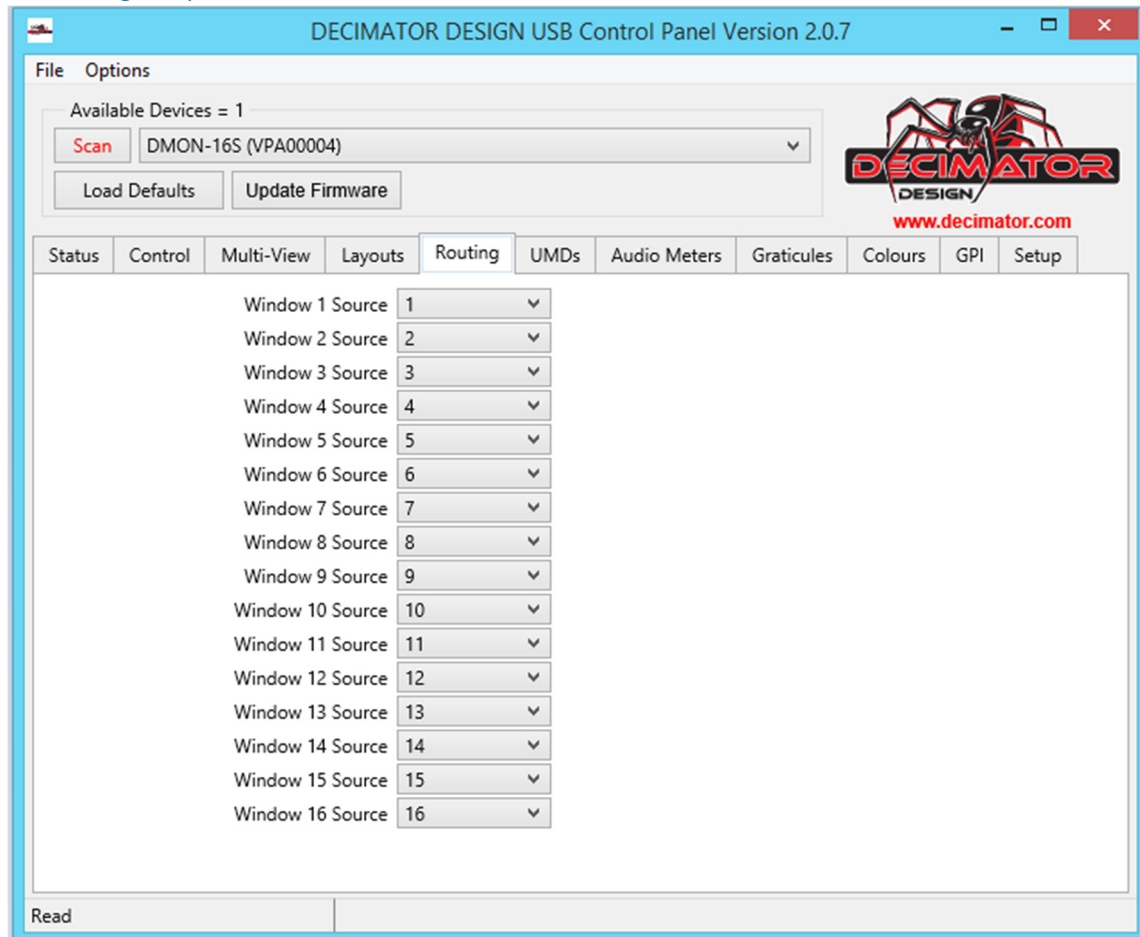 DECIMATOR DESIGN USB Control Panel Version 2.0.7
File Options
Available Devices = 1
Scan DMON-16S (VPA00004)
Load Defaults Update Firmware
DECIMATOR
DESIGN
www.decimator.com
Status Control Multi-View Layouts Routing UMDs Audio Meters Graticules Colours GPI Setup
Window 1 Source 1
Window 2 Source 2
Window 3 Source 3
Window 4 Source 4
Window 5 Source 5
Window 6 Source 6
Window 7 Source 7
Window 8 Source 8
Window 9 Source 9
Window 10 Source 10
Window 11 Source 11
Window 12 Source 12
Window 13 Source 13
Window 14 Source 14
Window 15 Source 15
Window 16 Source 16
Read